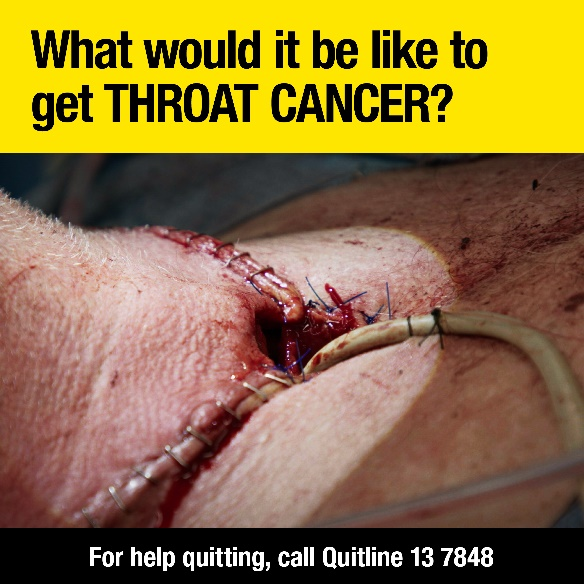 What would it be like to
get THROAT CANCER?
For help quitting, call Quitline 13 7848